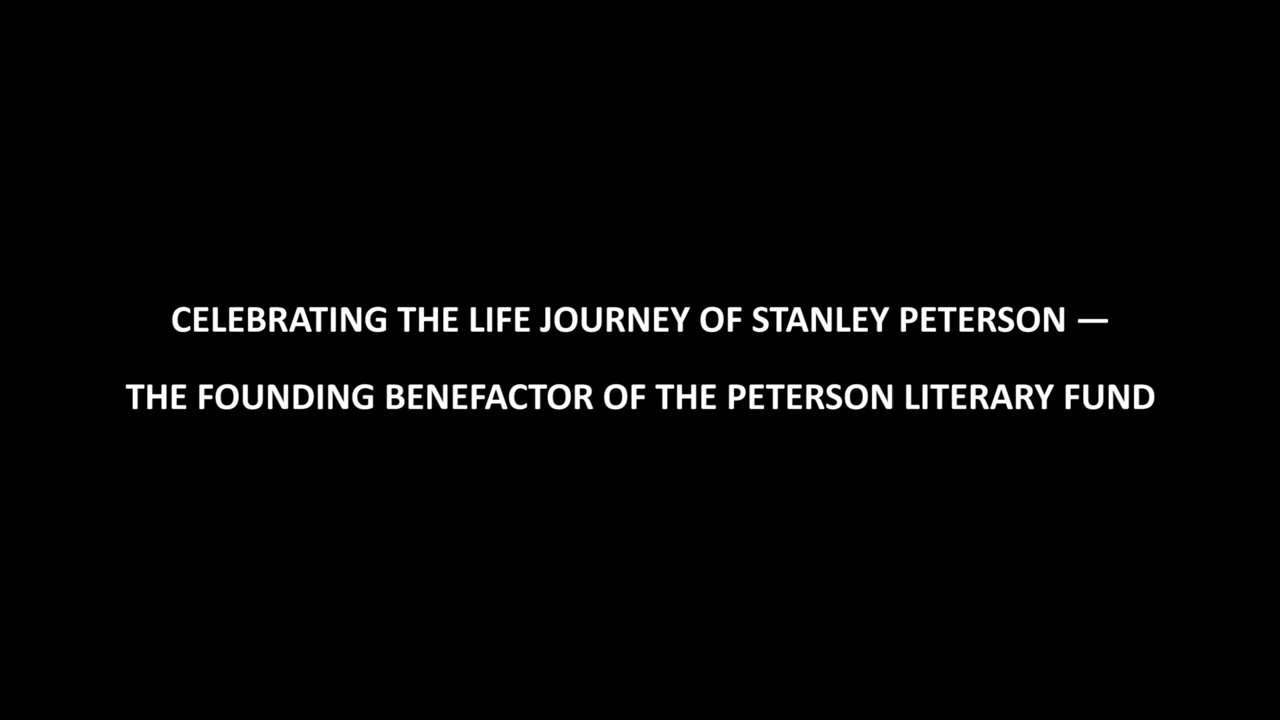 CELEBRATING THE LIFE JOURNEY OF STANLEY PETERSON —
THE FOUNDING BENEFACTOR OF THE PETERSON LITERARY FUND